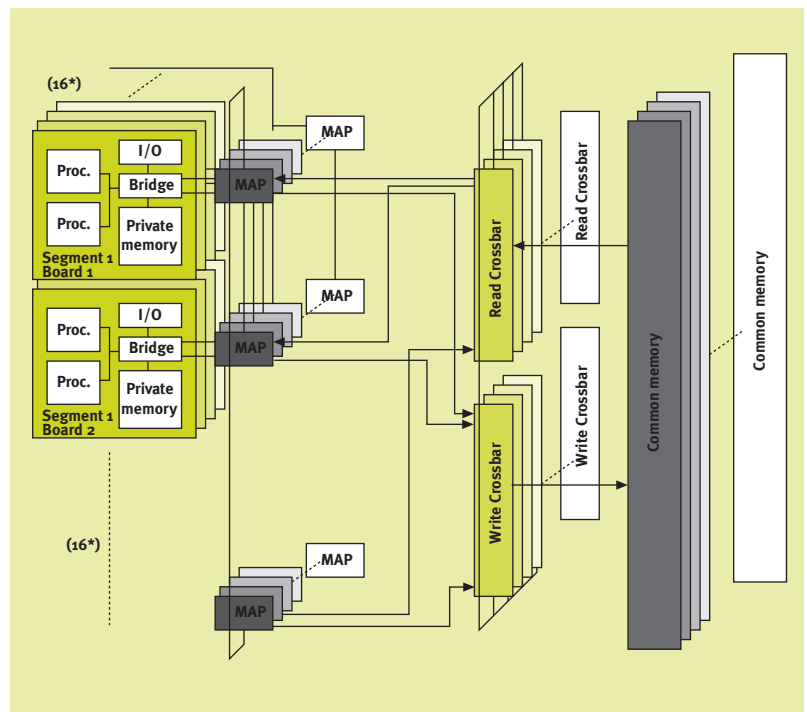 (16*)
MAP
I/O
Proc.
Bridge
MAP
Proc.
Private
memory
Segment 1
Board 1
MAP
I/O
Proc.
Bridge
MAP
Proc.
Private
memory
Segment 1
Board 2
(16*)
MAP
MAP
Read Crossbar
Read Crossbar
Write Crossbar
Write Crossbar
Common memory
Common memory